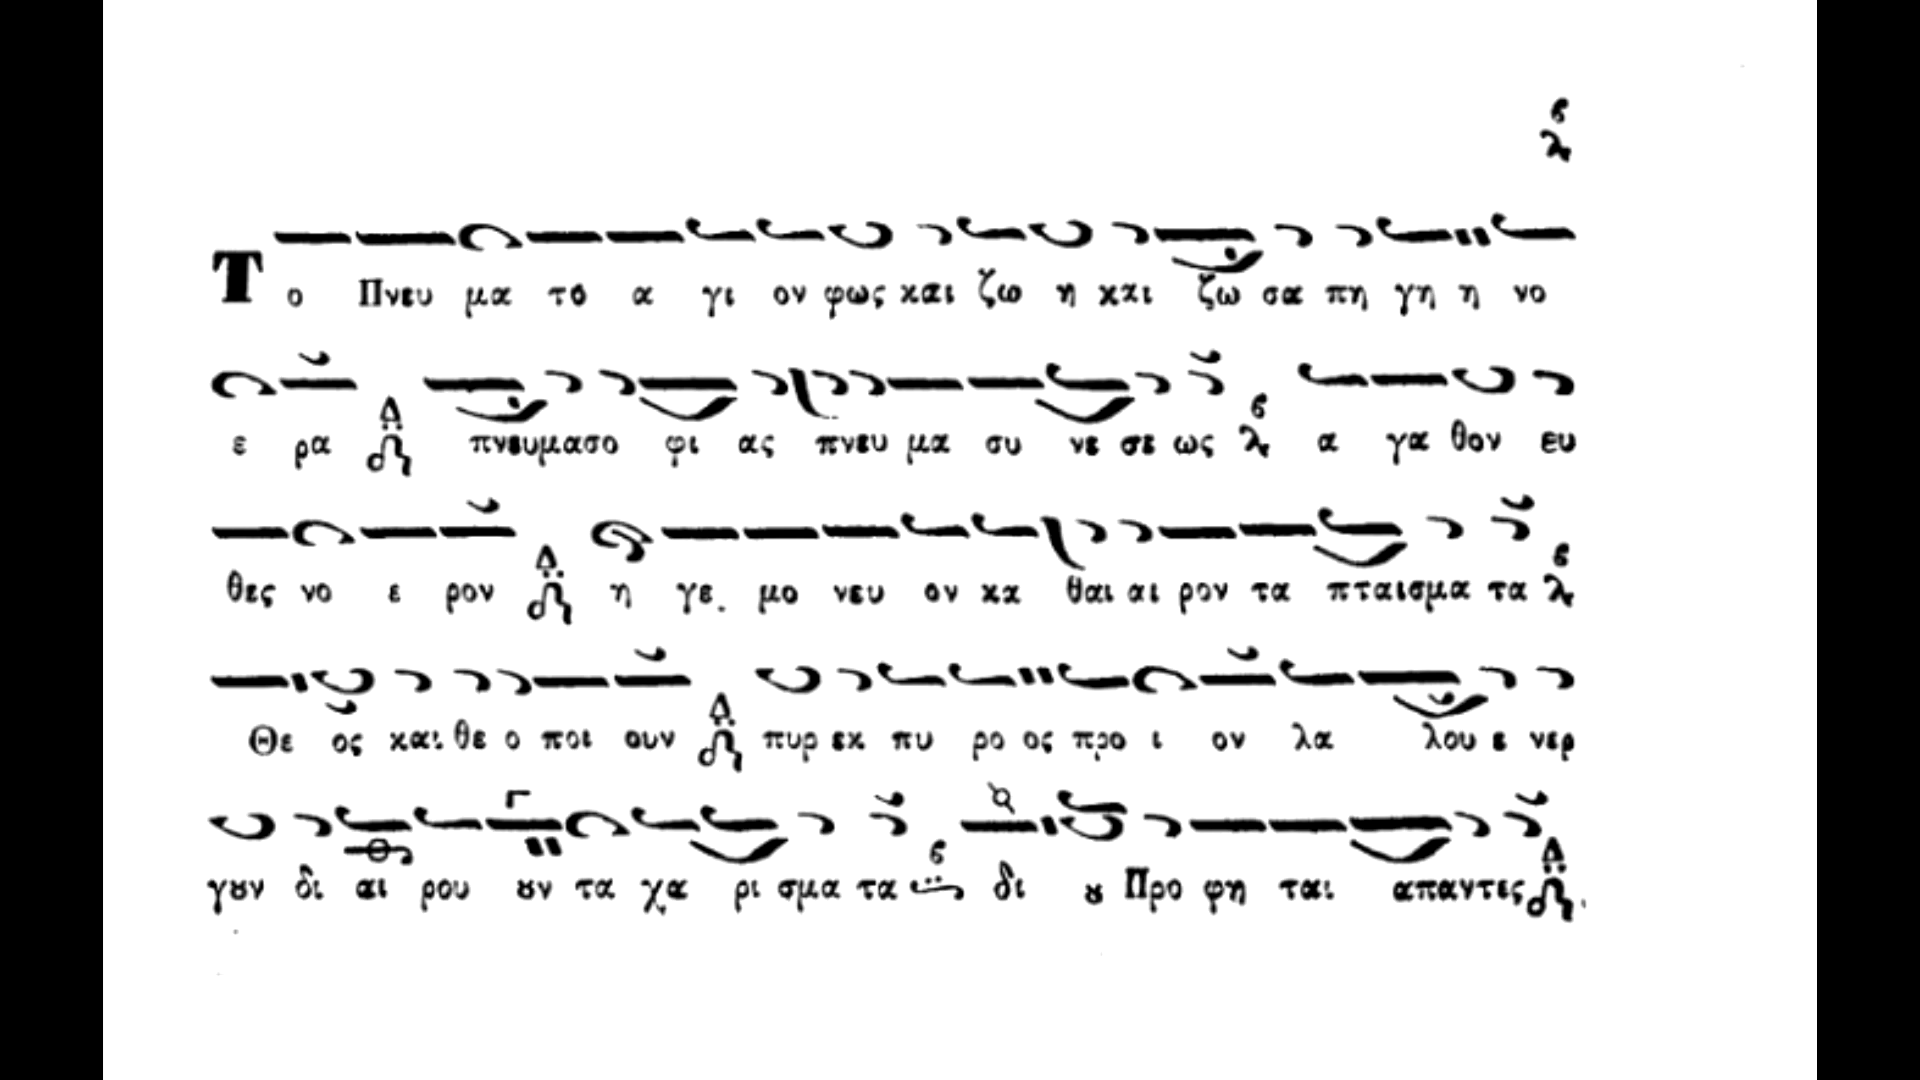 Το Πνευ μα το α γι ον φως και ζω η και ζω σα πη γη η νο
ε ρα πνευμασο φι ας πνευ μα συ νε σε ως α γα θον ευ
θες νο ε ρον η γε μο νευ ον κα θαι αι ρον τα πταισμα τα
Θε ος και θε ο ποι ουν πυρ εκ πυ ρο ος προ ι ον λα λου ε νερ
γȣν δι αι ρου ȣν τα χα ρι σμα τα δι ȣ Προ φη ται απαντες